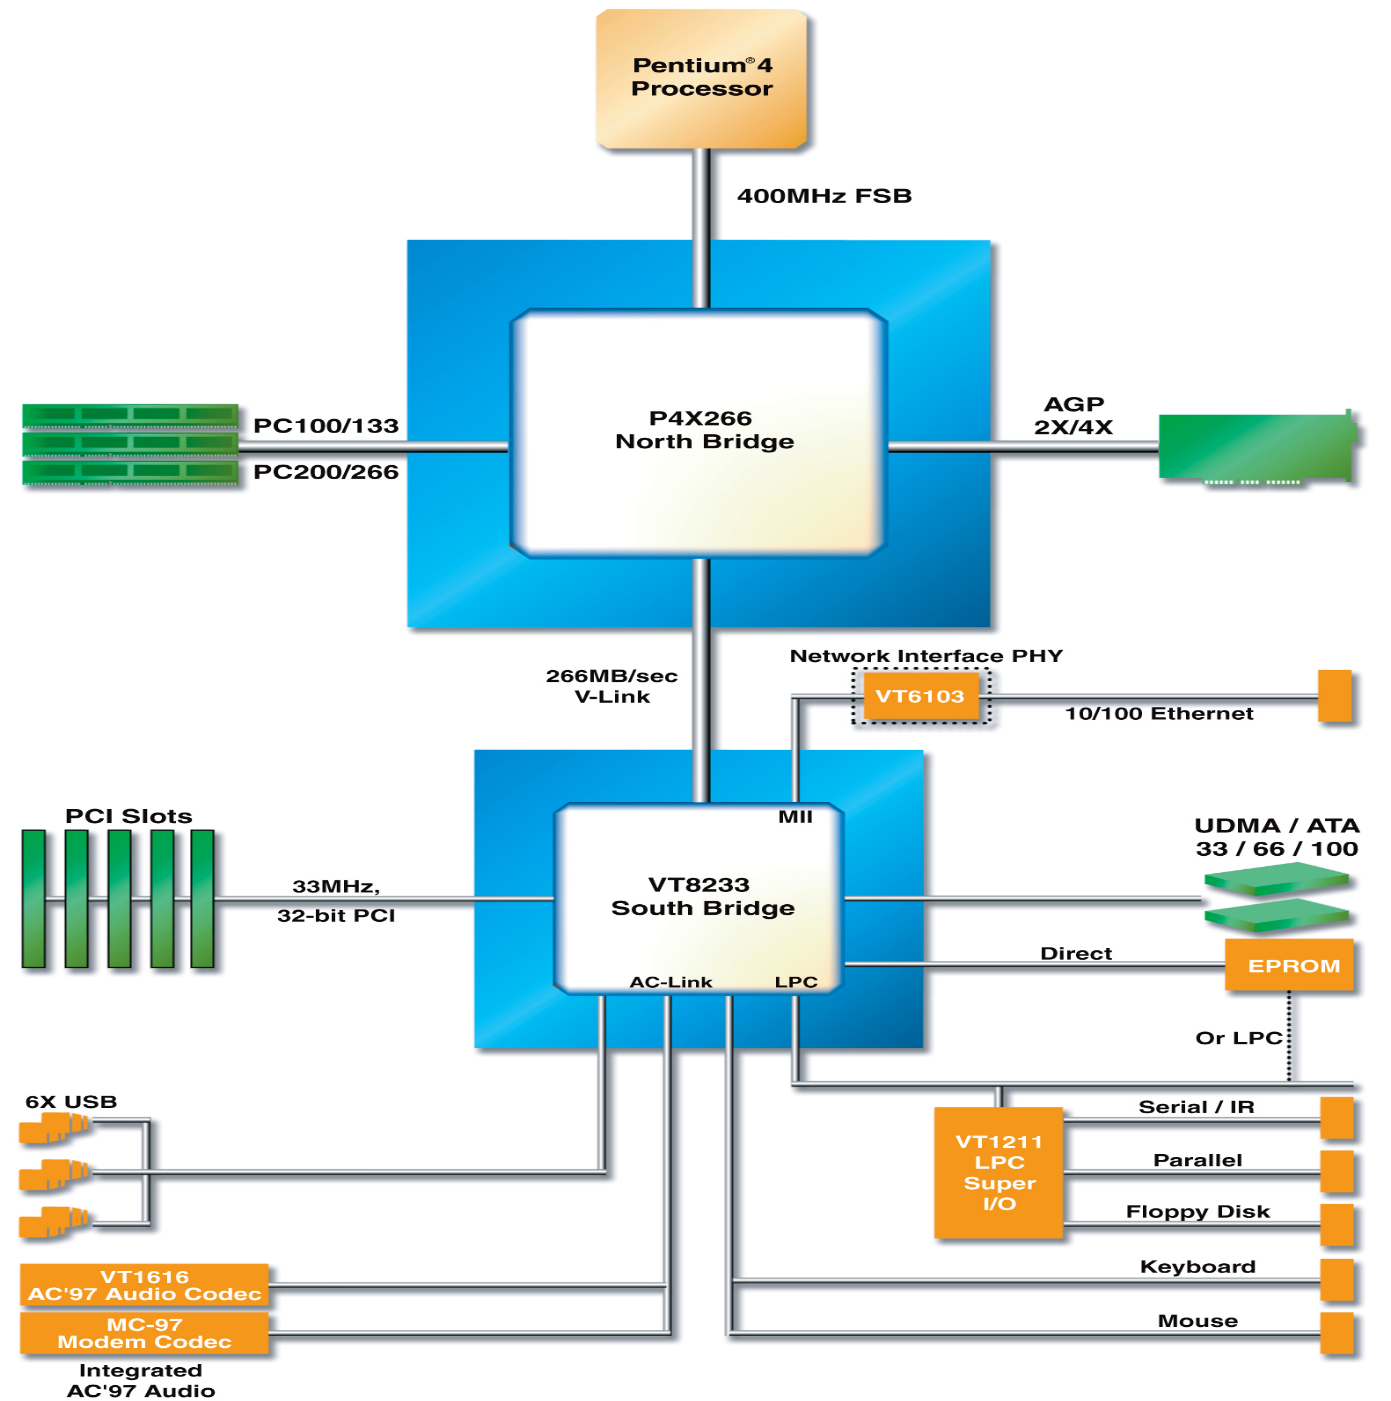 Pentium®4
Processor
400MHz FSB
P4X266
North Bridge
PC100/133
PC200/266
AGP
2X/4X
266MB/sec
V-Link
Network Interface PHY
VT6103
10/100 Ethernet
MII
PCI Slots
33MHz,
32-bit PCI
VT8233
South Bridge
UDMA / ATA
33 / 66 / 100
Direct
EPROM
AC-Link
LPC
Or LPC
6X USB
VT1211
LPC
Super
I/O
Serial / IR
Parallel
Floppy Disk
Keyboard
Mouse
VT1616
AC'97 Audio Codec
MC-97
Modem Codec
Integrated
AC'97 Audio